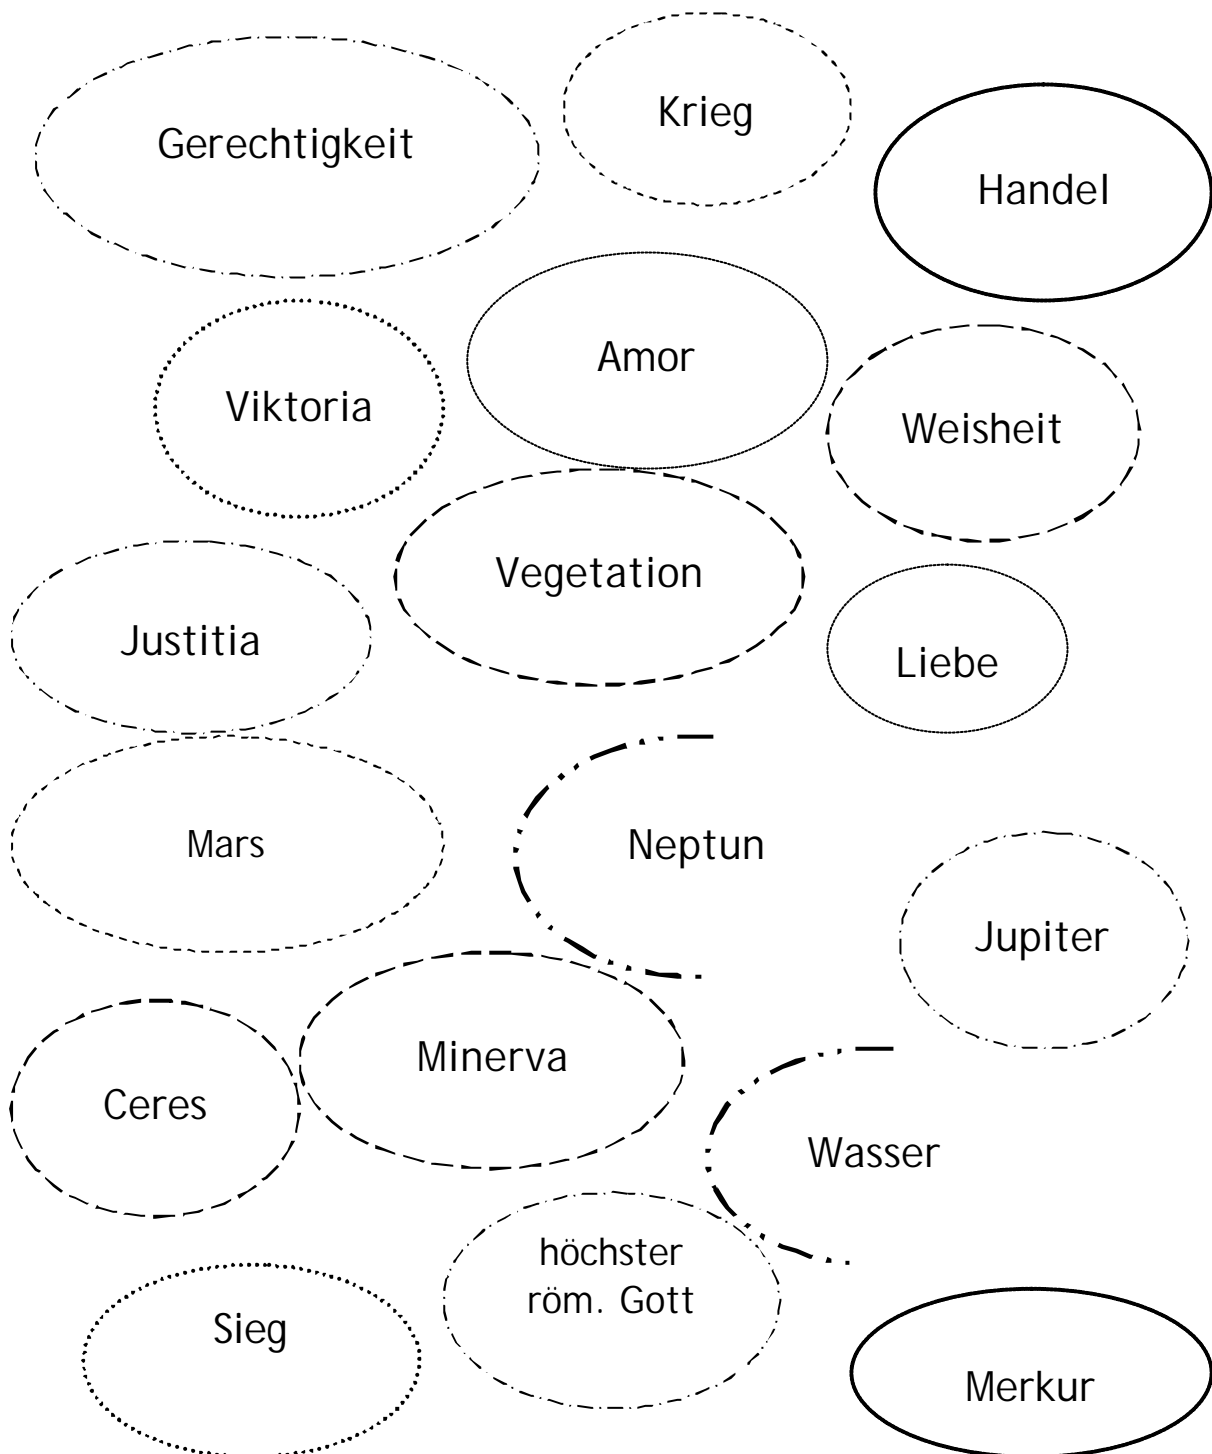 Krieg
Gerechtigkeit
Handel
Amor
Viktoria
Weisheit
Vegetation
Justitia
Liebe
Mars
Neptun
Jupiter
Minerva
Ceres
Wasser
höchster
röm. Gott
Sieg
Merkur